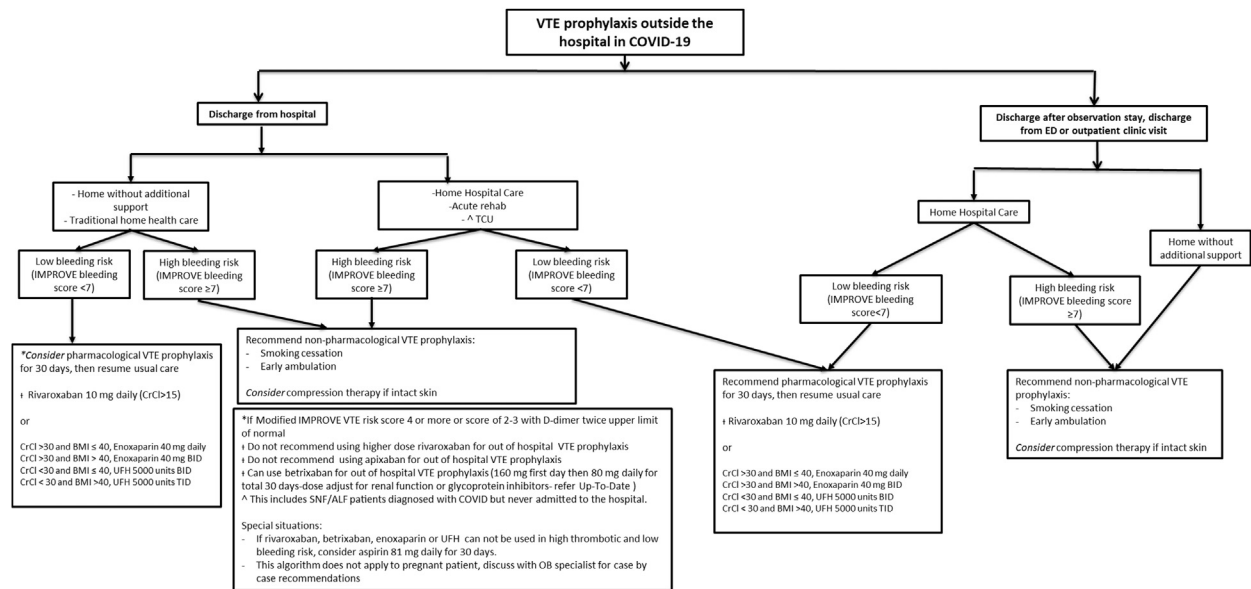 VTE prophylaxis outside the
hospital in COVID-19
Discharge from hospital
Discharge after observation stay, discharge
from ED or outpatient clinic visit
- Home without additional
support
- Traditional home health care
-Home Hospital Care
-Acute rehab
- ^ TCU
Home Hospital Care
Home without
additional support
Low bleeding risk
(IMPROVE bleeding
score <7)
High bleeding risk
(IMPROVE bleeding
score ≥7)
High bleeding risk
(IMPROVE bleeding
score ≥7)
Low bleeding risk
(IMPROVE bleeding
score <7)
Low bleeding risk
(IMPROVE bleeding
score<7)
High bleeding risk
(IMPROVE bleeding score
≥7)
*Consider pharmacological VTE prophylaxis
for 30 days, then resume usual care
ƚ Rivaroxaban 10 mg daily (CrCl>15)
or
CrCl >30 and BMI ≤ 40, Enoxaparin 40 mg daily
CrCl >30 and BMI >40, Enoxaparin 40 mg BID
CrCl <30 and BMI ≤ 40, UFH 5000 units BID
CrCl < 30 and BMI >40, UFH 5000 units TID
Recommend non-pharmacological VTE prophylaxis:
- Smoking cessation
- Early ambulation
Consider compression therapy if intact skin
*If Modified IMPROVE VTE risk score 4 or more or score of 2-3 with D-dimer twice upper limit
of normal
ƚ Do not recommend using higher dose rivaroxaban for out of hospital VTE prophylaxis
ƚ Do not recommend using apixaban for out of hospital VTE prophylaxis
ƚ Can use betrixaban for out of hospital VTE prophylaxis (160 mg first day then 80 mg daily for
total 30 days-dose adjust for renal function or glycoprotein inhibitors- refer Up-To-Date )
^ This includes SNF/ALF patients diagnosed with COVID but never admitted to the hospital.
Special situations:
- If rivaroxaban, betrixaban, enoxaparin or UFH can not be used in high thrombotic and low
bleeding risk, consider aspirin 81 mg daily for 30 days.
- This algorithm does not apply to pregnant patient, discuss with OB specialist for case by
case recommendations
Recommend pharmacological VTE prophylaxis
for 30 days, then resume usual care
ƚ Rivaroxaban 10 mg daily (CrCl>15)
or
CrCl >30 and BMI ≤ 40, Enoxaparin 40 mg daily
CrCl >30 and BMI >40, Enoxaparin 40 mg BID
CrCl <30 and BMI ≤ 40, UFH 5000 units BID
CrCl < 30 and BMI >40, UFH 5000 units TID
Recommend non-pharmacological VTE
prophylaxis:
- Smoking cessation
- Early ambulation
Consider compression therapy if intact skin